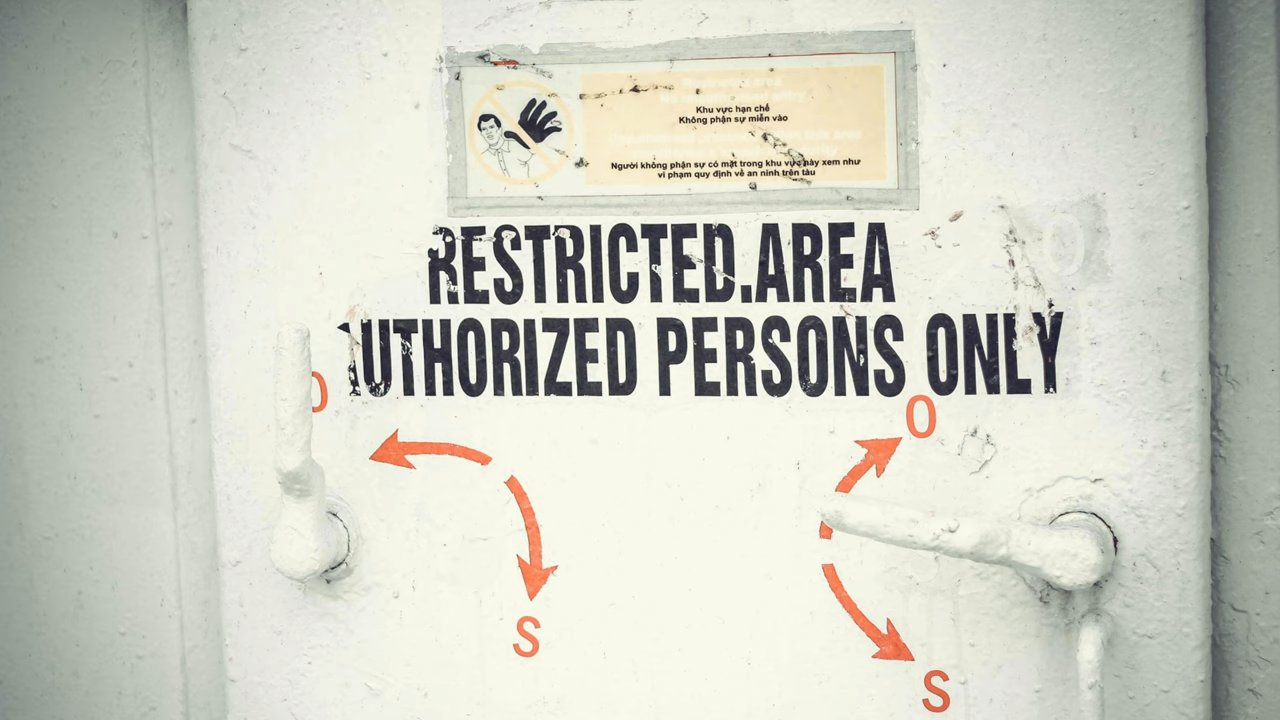 Khu vực hạn chế
Không phận sự miễn vào
Người không phận sự có mặt trong khu vực này xem như
vi phạm quy định về an ninh trên tàu
RESTRICTED.AREA
AUTHORIZED PERSONS ONLY
O
O
S
S